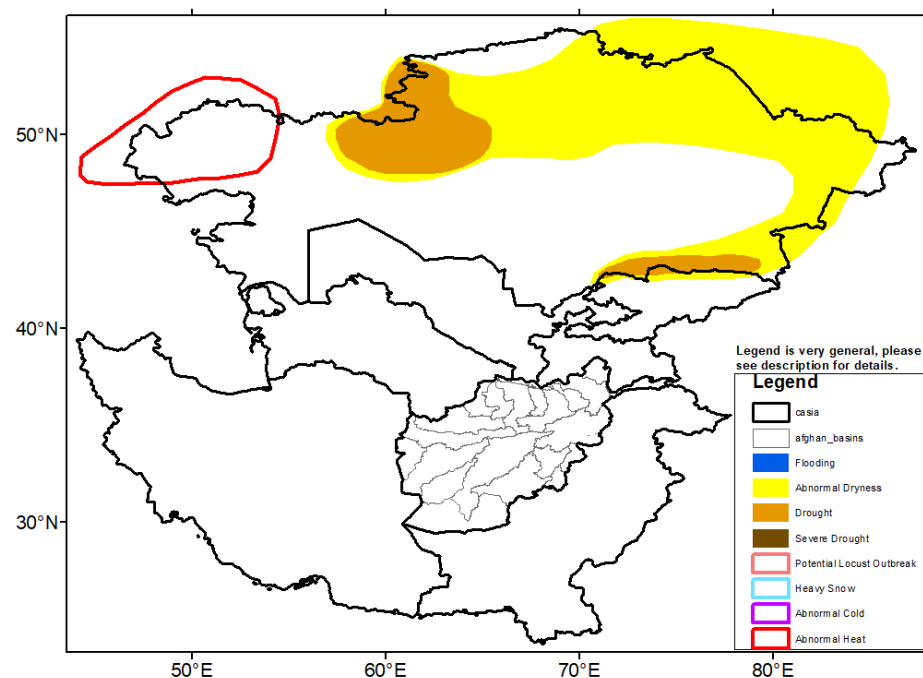 50°N
40°N
30°N
50°E
60°E
70°E
80°E
Legend is very general, please
see description for details.
Legend
casia
afghan_basins
Flooding
Abnormal Dryness
Drought
Severe Drought
Potential Locust Outbreak
Heavy Snow
Abnormal Cold
Abnormal Heat